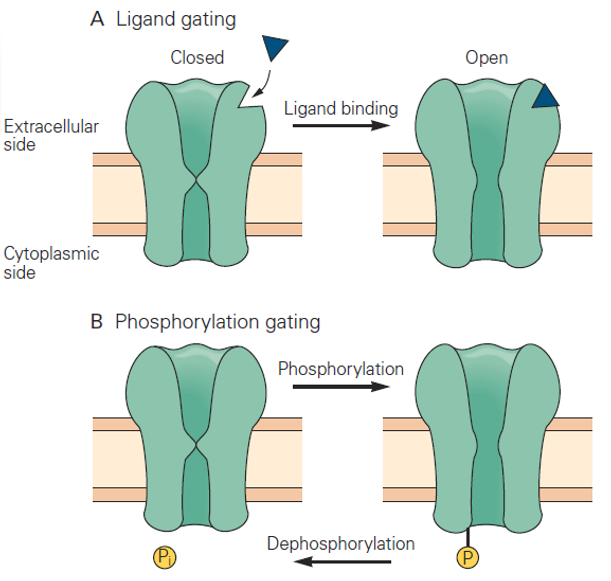 A Ligand gating
Closed
Open
Ligand binding
Extracellular
side
Cytoplasmic
side
B Phosphorylation gating
Phosphorylation
Dephosphorylation
Pi
P